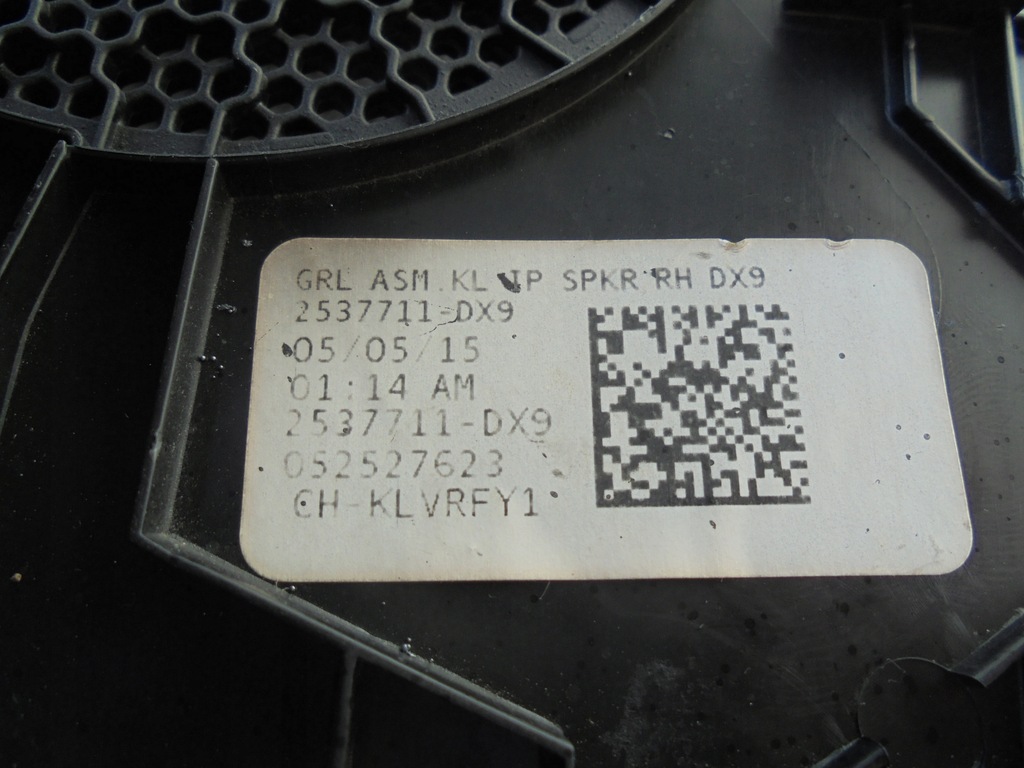 GRL ASM KL IP SPKR RH DX9
2537711-DX9
05/05/15
01:14 AM
2537711-DX9
052527623
CH-KLVRFY1